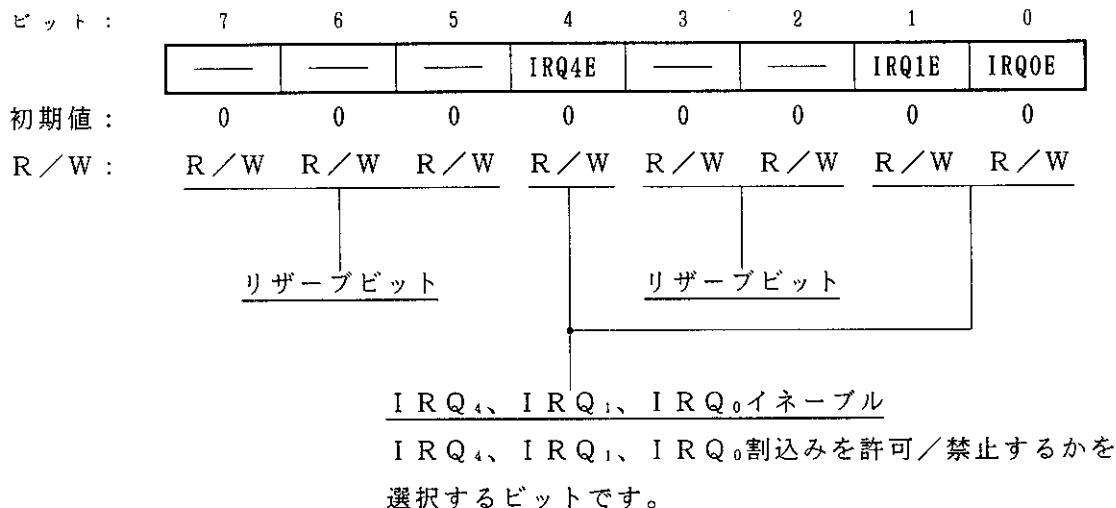 ビット： 7 6 5 4 3 2 1 0
— — — IRQ4E — — IRQ1E IRQ0E
初期値： 0 0 0 0 0 0 0 0
R／W： R／W R／W R／W R／W R／W R／W R／W R／W
リザーブビット リザーブビット
IRQ₄、IRQ₁、IRQ₀イネーブル
IRQ₄、IRQ₁、IRQ₀割込みを許可／禁止するかを
選択するビットです。